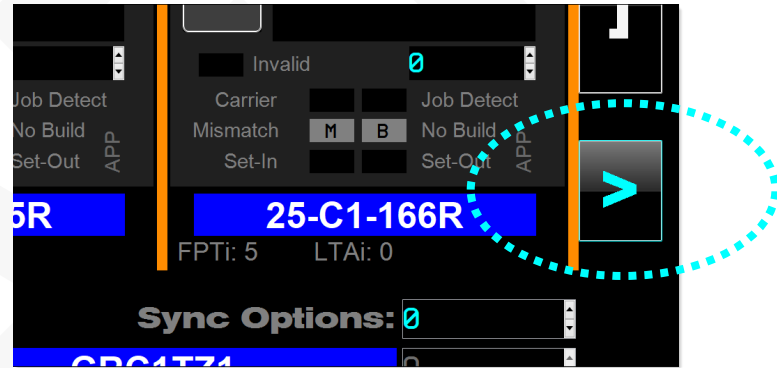 Invalid 0
Job Detect Carrier Job Detect
No Build Mismatch M B No Build
Set-Out APP Set-In Set-Out APP
5R 25-C1-166R
FPTi: 5 LTAi: 0
>
Sync Options: 0